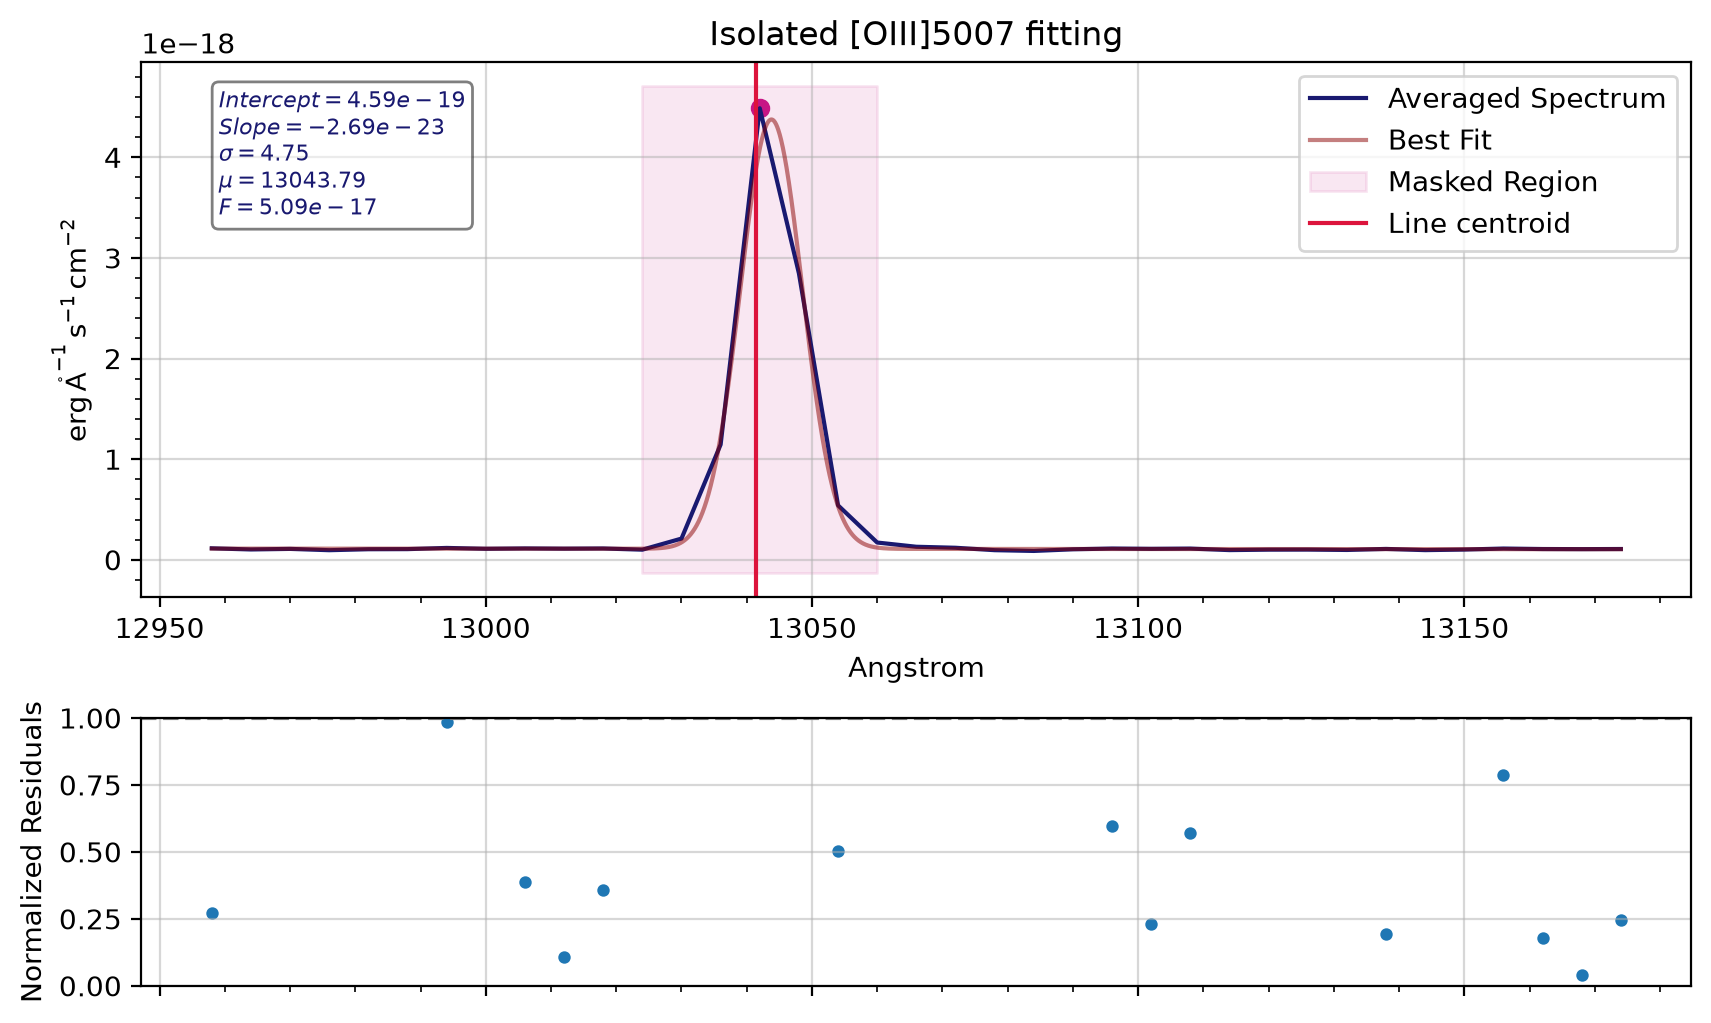 Isolated [OIII]5007 fitting
1e−18
Intercept = 4.59e − 19
Slope = −2.69e − 23
σ = 4.75
μ = 13043.79
F = 5.09e − 17
Averaged Spectrum
Best Fit
Masked Region
Line centroid
erg Å⁻¹ s⁻¹ cm⁻²
4
3
2
1
0
12950
13000
13050
13100
13150
Angstrom
Normalized Residuals
1.00
0.75
0.50
0.25
0.00